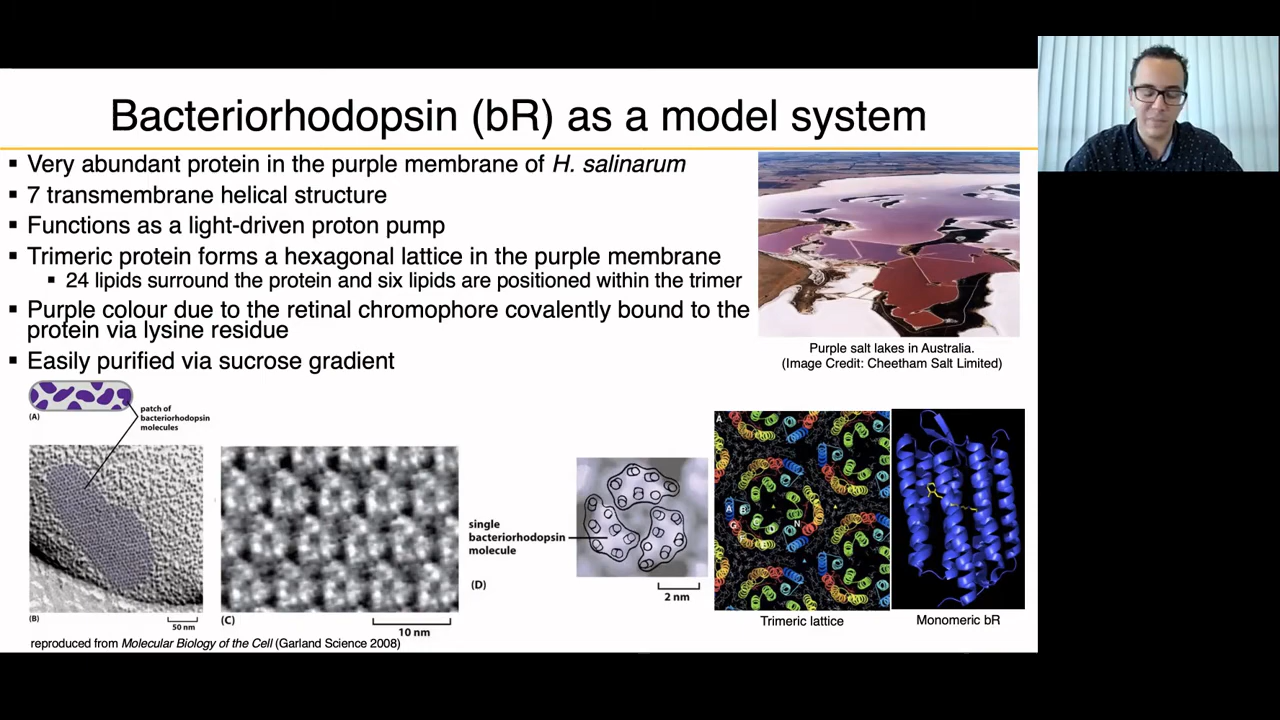 Bacteriorhodopsin (bR) as a model system
▪ Very abundant protein in the purple membrane of H. salinarum
▪ 7 transmembrane helical structure
▪ Functions as a light-driven proton pump
▪ Trimeric protein forms a hexagonal lattice in the purple membrane
▪ 24 lipids surround the protein and six lipids are positioned within the trimer
▪ Purple colour due to the retinal chromophore covalently bound to the
protein via lysine residue
▪ Easily purified via sucrose gradient
Purple salt lakes in Australia.
(Image Credit: Cheetham Salt Limited)
(A)
patch of
bacteriorhodopsin
molecules
(B)
50 nm
(C)
10 nm
single
bacteriorhodopsin
molecule
(D)
2 nm
A
A
B
G
N
Trimeric lattice
Monomeric bR
reproduced from Molecular Biology of the Cell (Garland Science 2008)